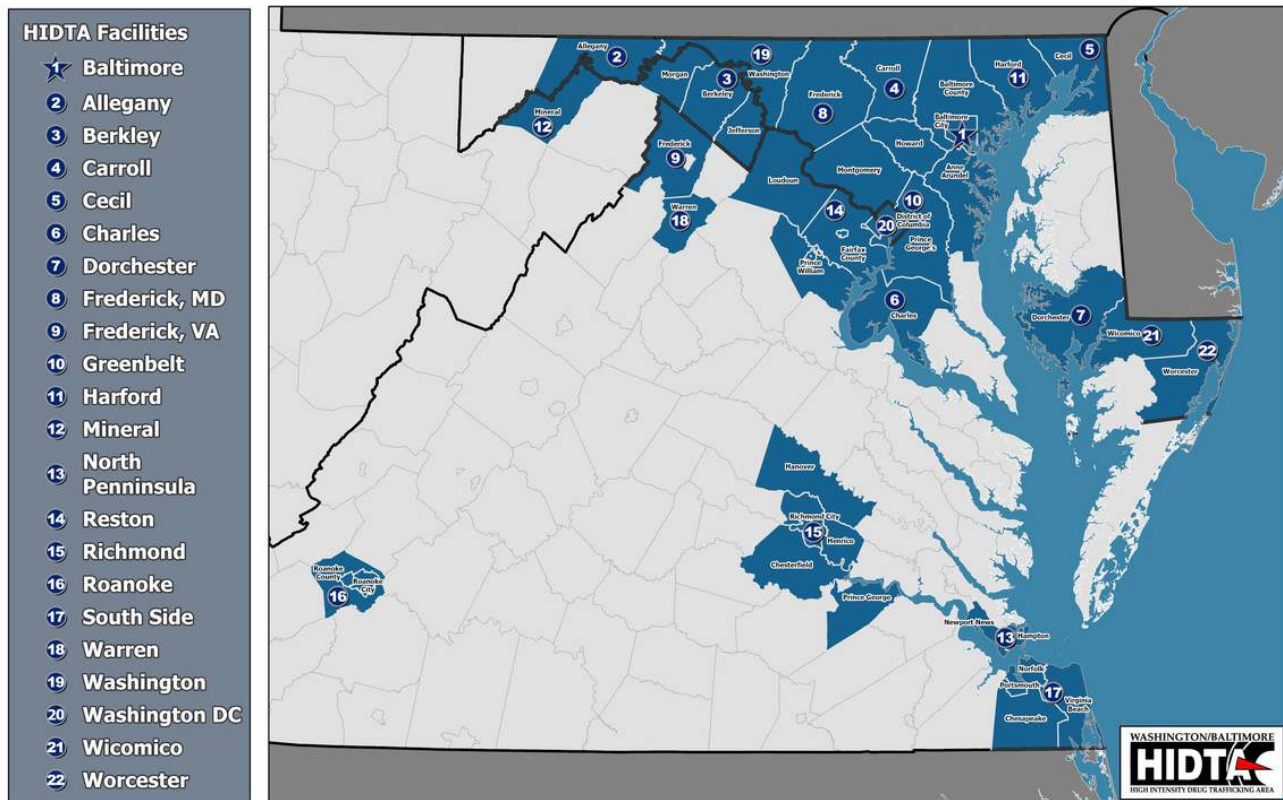 HIDTA Facilities
1 Baltimore
2 Allegany
3 Berkley
4 Carroll
5 Cecil
6 Charles
7 Dorchester
8 Frederick, MD
9 Frederick, VA
10 Greenbelt
11 Harford
12 Mineral
13 North
Penninsula
14 Reston
15 Richmond
16 Roanoke
17 South Side
18 Warren
19 Washington
20 Washington DC
21 Wicomico
22 Worcester
Allegany
2
Morgan
19
Washington
3
Berkeley
Mineral
12
Jefferson
Frederick
8
Carroll
4
Baltimore
County
Harford
11
Cecil
5
Baltimore
City
1
Howard
Anne
Arundel
Montgomery
Frederick
9
Loudoun
Warren
18
14
10
District of
Columbia
20
Fairfax
County
Prince
George's
Prince
William
6
Charles
Dorchester
7
Wicomico
21
22
Worcester
Hanover
Richmond City
15
Henrico
Chesterfield
Prince George
Roanoke
County
Roanoke
City
16
Newport News
13
Hampton
Norfolk
Portsmouth
17
Virginia
Beach
Chesapeake
WASHINGTON/BALTIMORE
HIDTA
HIGH INTENSITY DRUG TRAFFICKING AREA